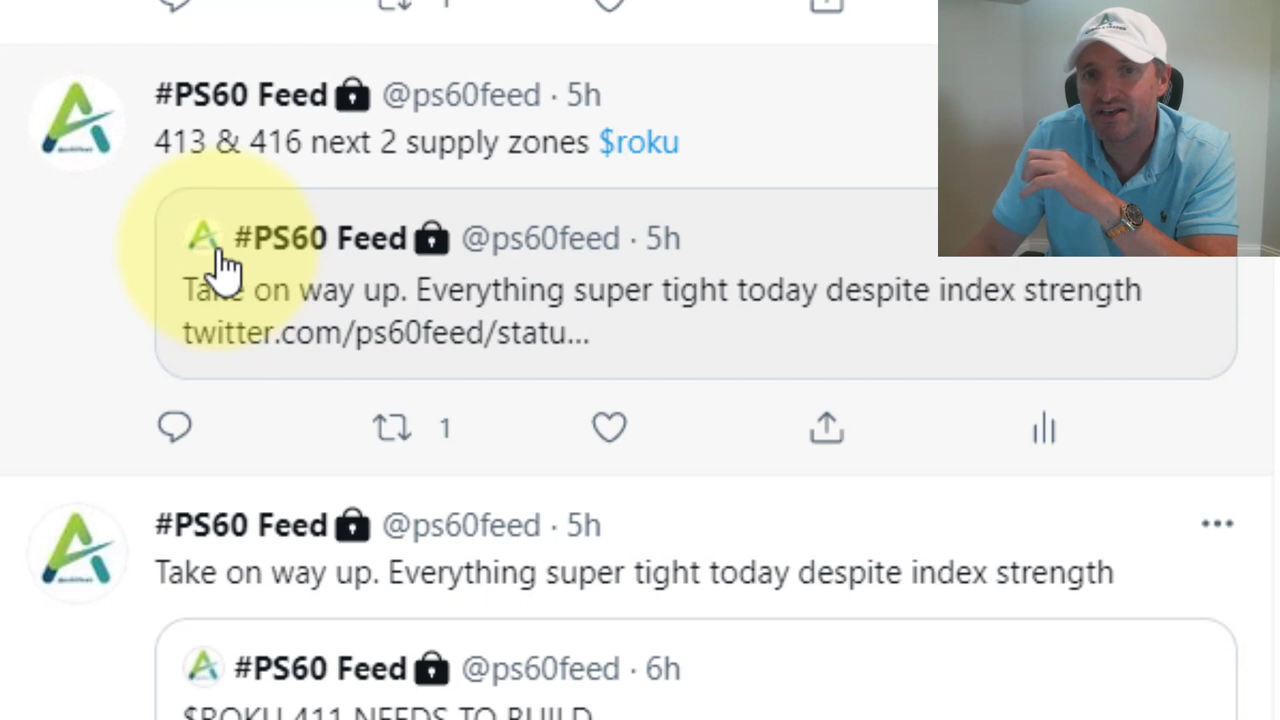 1
#PS60 Feed @ps60feed · 5h
413 & 416 next 2 supply zones $roku
#PS60 Feed @ps60feed · 5h
Take on way up. Everything super tight today despite index strength
twitter.com/ps60feed/statu...
1
#PS60 Feed @ps60feed · 5h
Take on way up. Everything super tight today despite index strength
#PS60 Feed @ps60feed · 6h
$ROKU 411 NEEDS TO BUILD